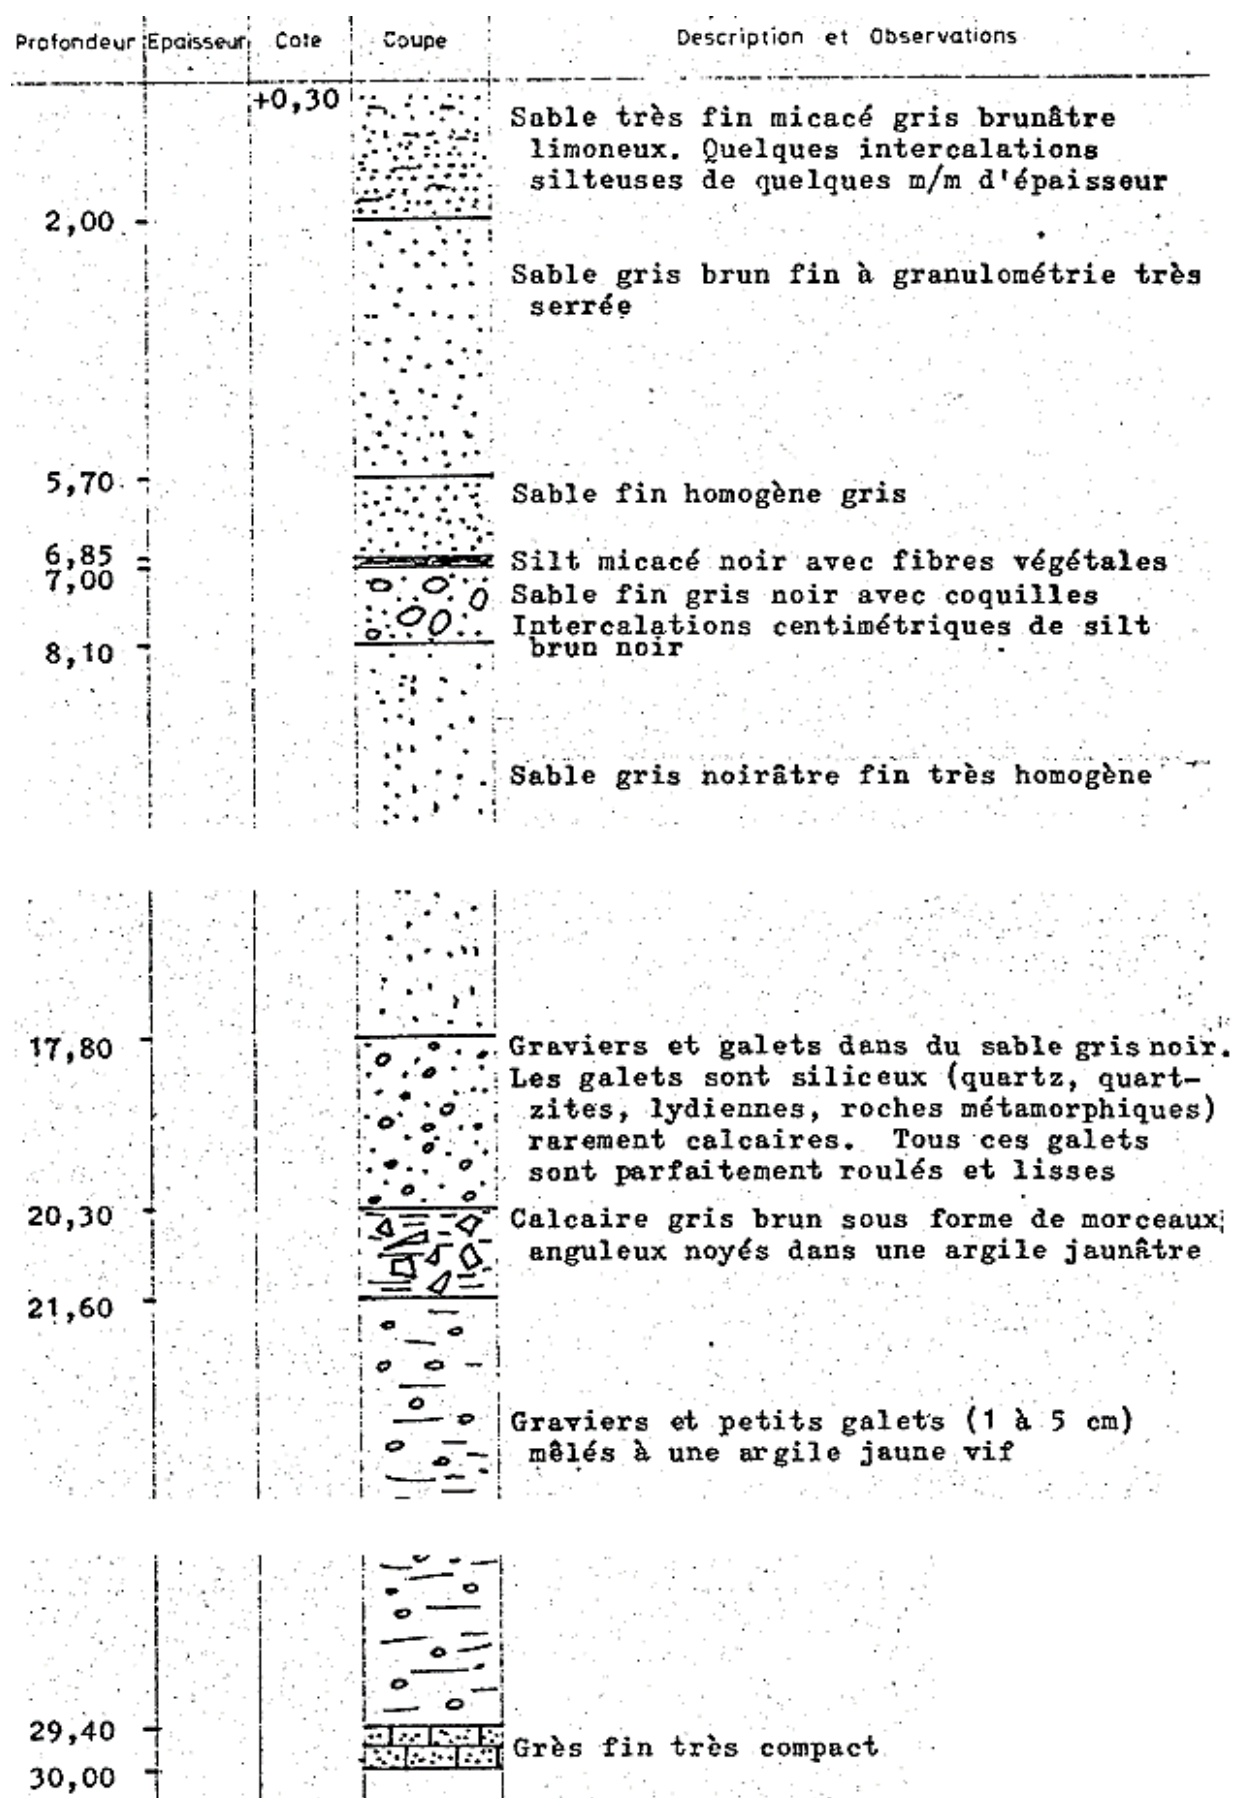 Profondeur Epaisseur Cote Coupe Description et Observations
+0,30
Sable très fin micacé gris brunâtre
limoneux. Quelques intercalations
silteuses de quelques m/m d'épaisseur
2,00
Sable gris brun fin à granulométrie très
serrée
5,70
Sable fin homogène gris
6,85 Silt micacé noir avec fibres végétales
7,00 Sable fin gris noir avec coquilles
Intercalations centimétriques de silt
brun noir
8,10
Sable gris noirâtre fin très homogène
17,80 Graviers et galets dans du sable gris noir.
Les galets sont siliceux (quartz, quart-
zites, lydiennes, roches métamorphiques)
rarement calcaires. Tous ces galets
sont parfaitement roulés et lisses
20,30 Calcaire gris brun sous forme de morceaux
anguleux noyés dans une argile jaunâtre
21,60
Graviers et petits galets (1 à 5 cm)
mêlés à une argile jaune vif
29,40
Grès fin très compact
30,00